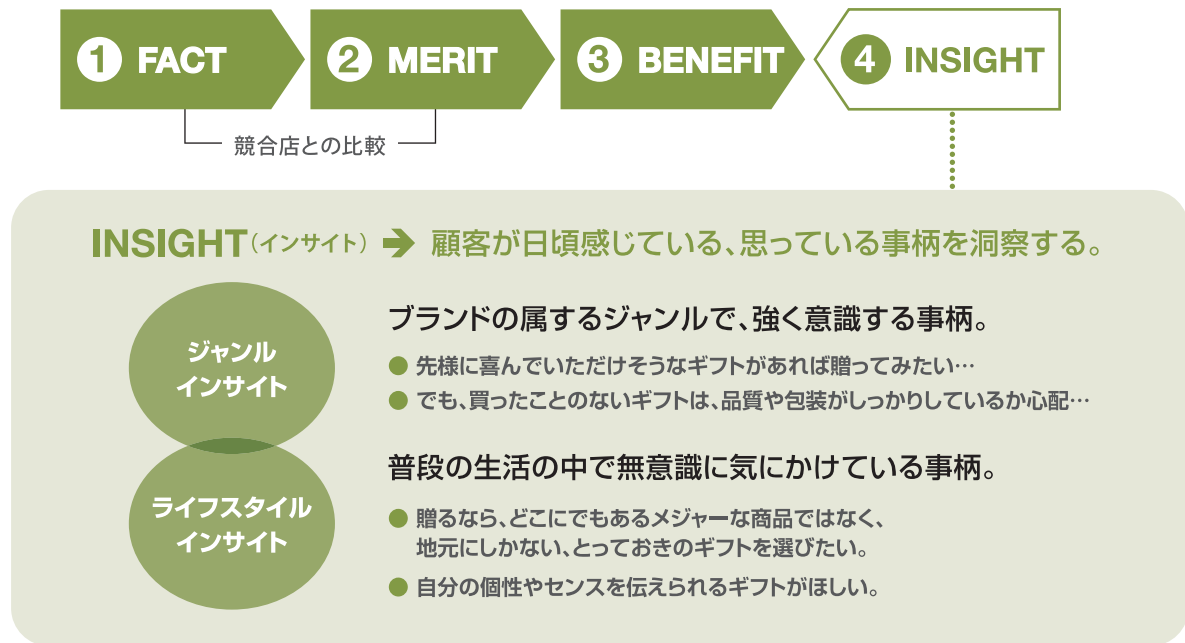 1 FACT
2 MERIT
3 BENEFIT
4 INSIGHT
競合店との比較
INSIGHT(インサイト) → 顧客が日頃感じている、思っている事柄を洞察する。
ジャンル
インサイト
ブランドの属するジャンルで、強く意識する事柄。
● 先様に喜んでいただけそうなギフトがあれば贈ってみたい…
● でも、買ったことのないギフトは、品質や包装がしっかりしているか心配…
ライフスタイル
インサイト
普段の生活の中で無意識に気にかけている事柄。
● 贈るなら、どこにでもあるメジャーな商品ではなく、
地元にしかない、とっておきのギフトを選びたい。
● 自分の個性やセンスを伝えられるギフトがほしい。